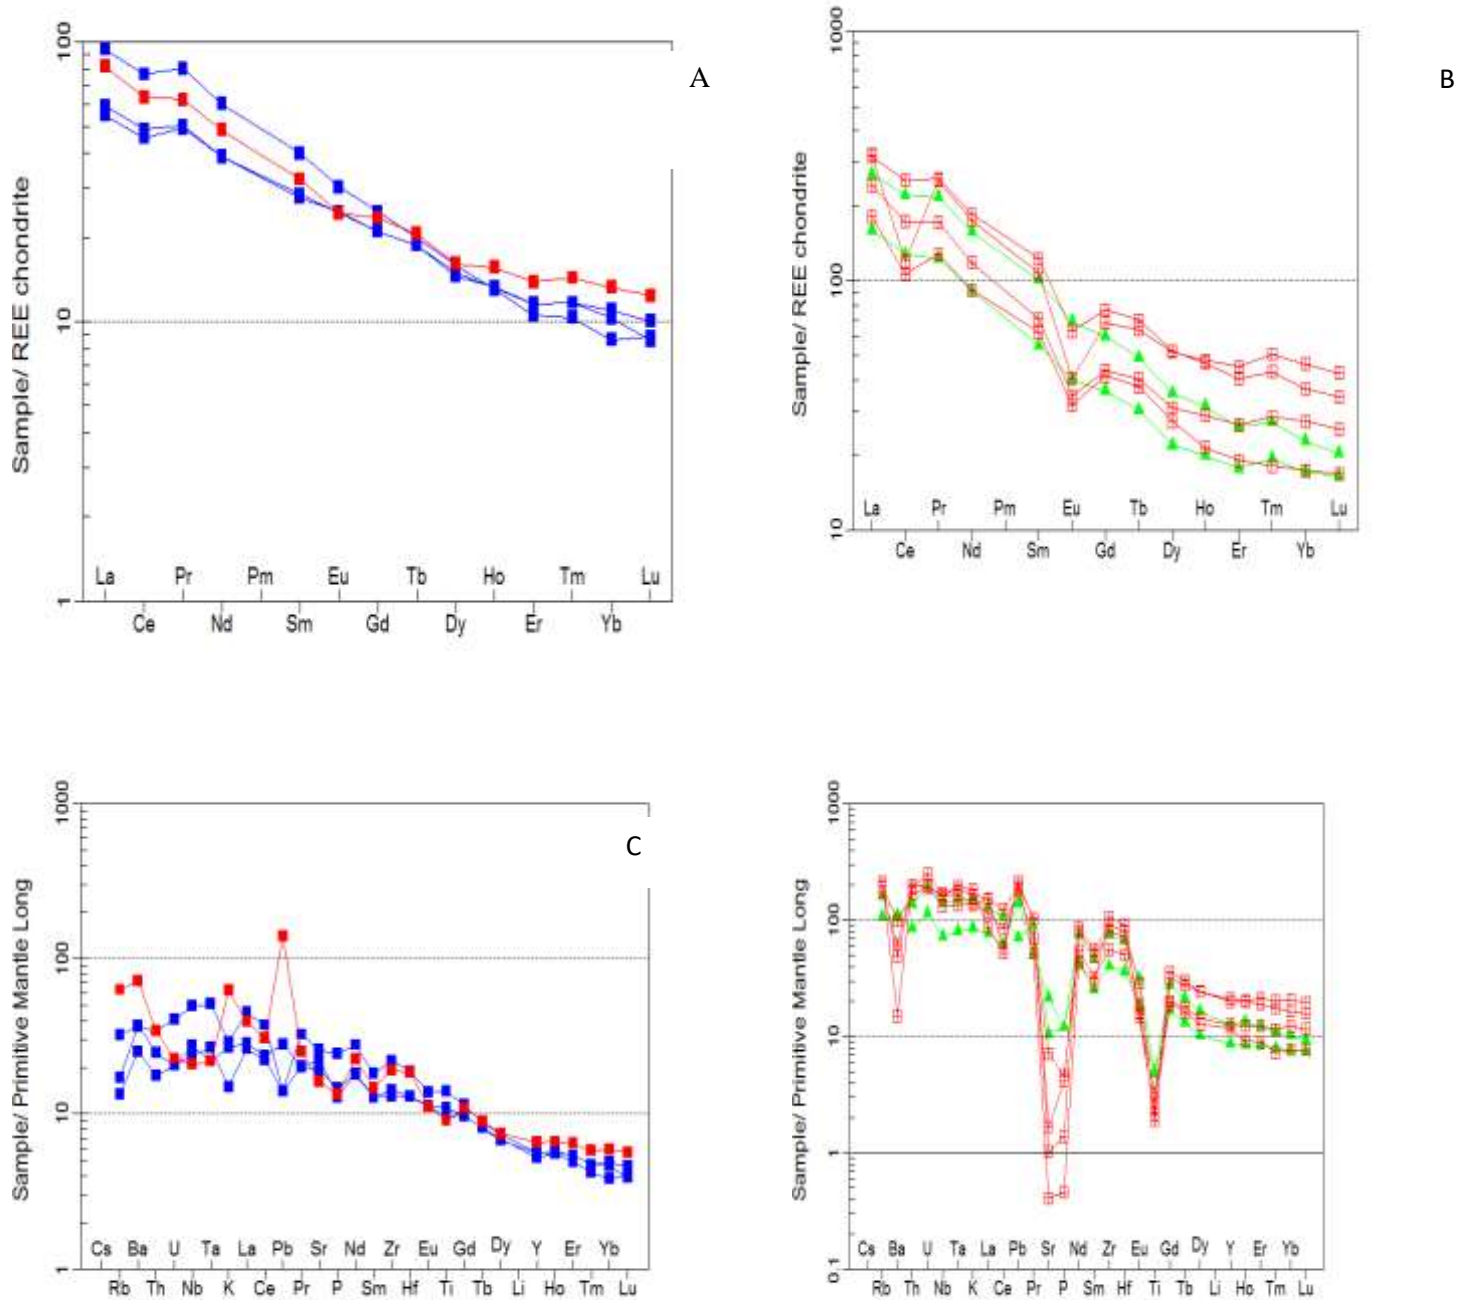 A
100
10
1
Sample/ REE chondrite
La Pr Pm Eu Tb Ho Tm Lu
Ce Nd Sm Gd Dy Er Yb
B
1000
100
10
Sample/ REE chondrite
La Pr Pm Eu Tb Ho Tm Lu
Ce Nd Sm Gd Dy Er Yb
C
1000
100
10
1
Sample/ Primitive Mantle Long
Cs Ba U Ta La Pb Sr Nd Zr Eu Gd Dy Y Er Yb
Rb Th Nb K Ce Pr P Sm Hf Ti Tb Li Ho Tm Lu
1000
100
10
1
0.1
Sample/ Primitive Mantle Long
Cs Ba U Ta La Pb Sr Nd Zr Eu Gd Dy Y Er Yb
Rb Th Nb K Ce Pr P Sm Hf Ti Tb Li Ho Tm Lu